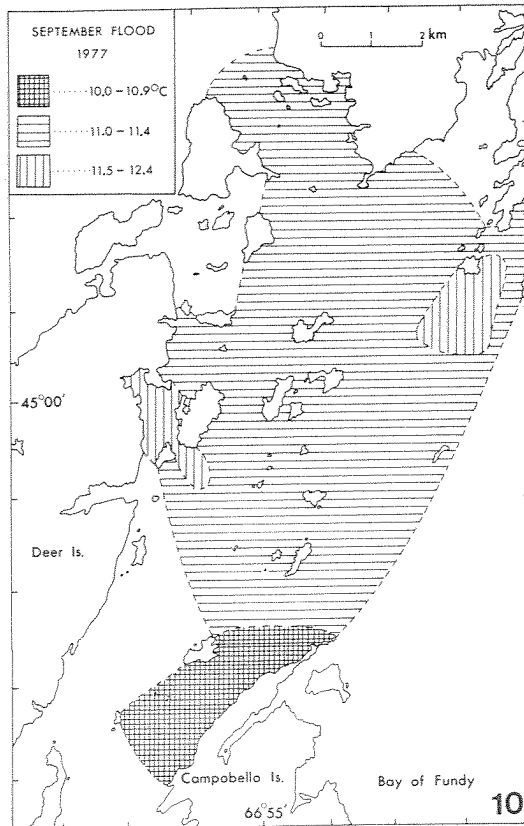 SEPTEMBER FLOOD
1977
10.0 – 10.9°C
11.0 – 11.4
11.5 – 12.4
0 1 2 km
45°00'
Deer Is.
Campobello Is.
Bay of Fundy
66°55'
10